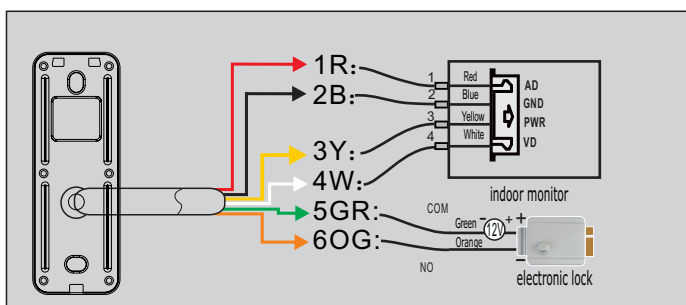 1R:
2B:
3Y:
4W:
5GR:
6OG:
1 Red AD
2 Blue GND
3 Yellow PWR
4 White VD
indoor monitor
COM
Green - 12V + +
Orange -
NO
electronic lock